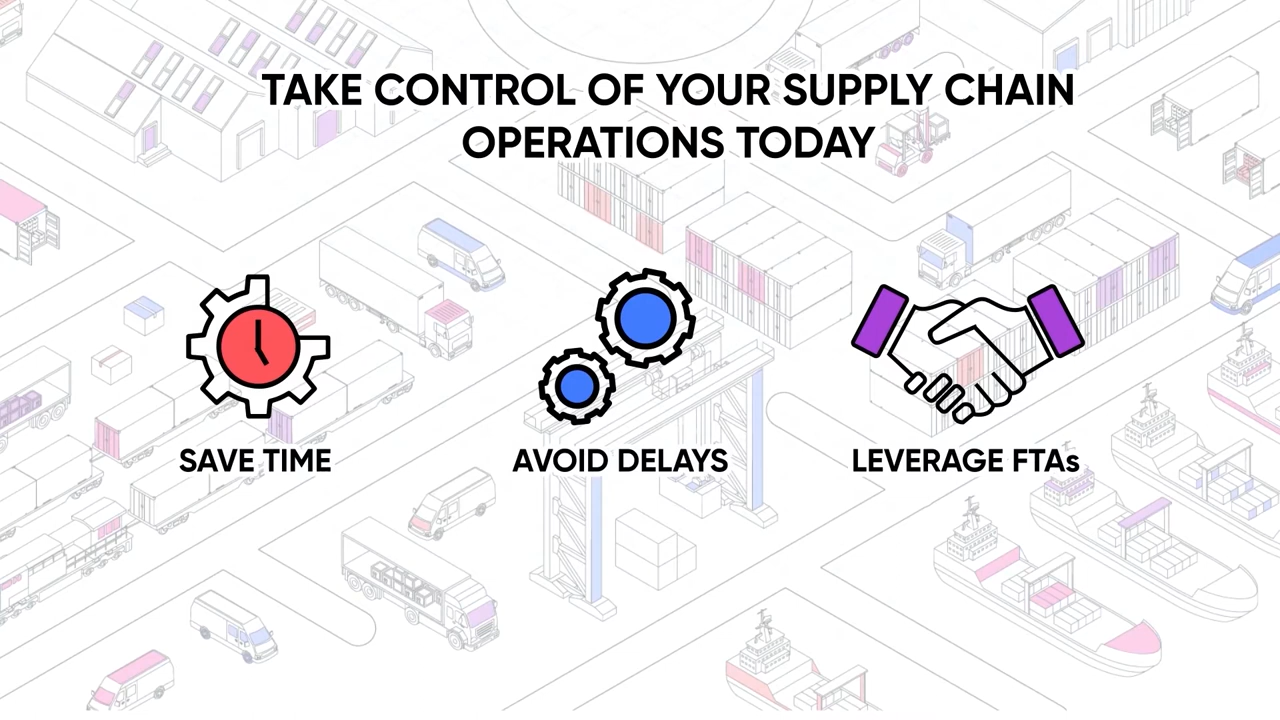 TAKE CONTROL OF YOUR SUPPLY CHAIN
OPERATIONS TODAY
SAVE TIME
AVOID DELAYS
LEVERAGE FTAs